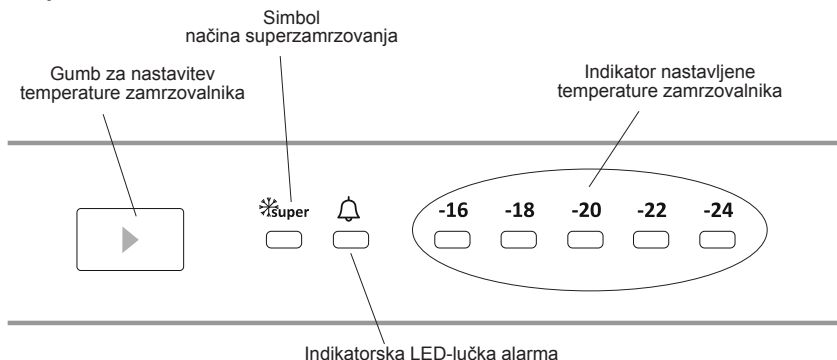 Simbol
načina superzamrzovanja
Gumb za nastavitev
temperature zamrzovalnika
Indikator nastavljene
temperature zamrzovalnika
super
-16 -18 -20 -22 -24
Indikatorska LED-lučka alarma